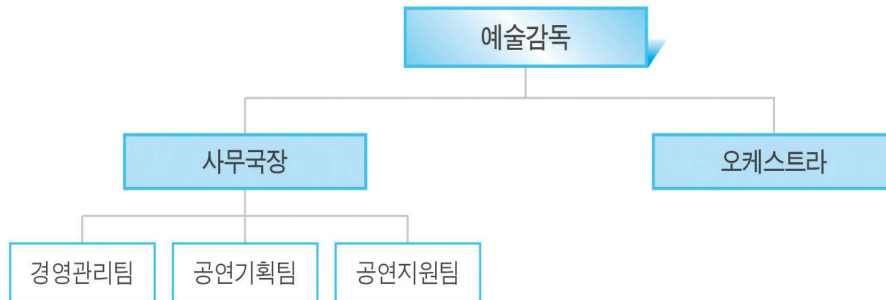 예술감독
사무국장
오케스트라
경영관리팀
공연기획팀
공연지원팀